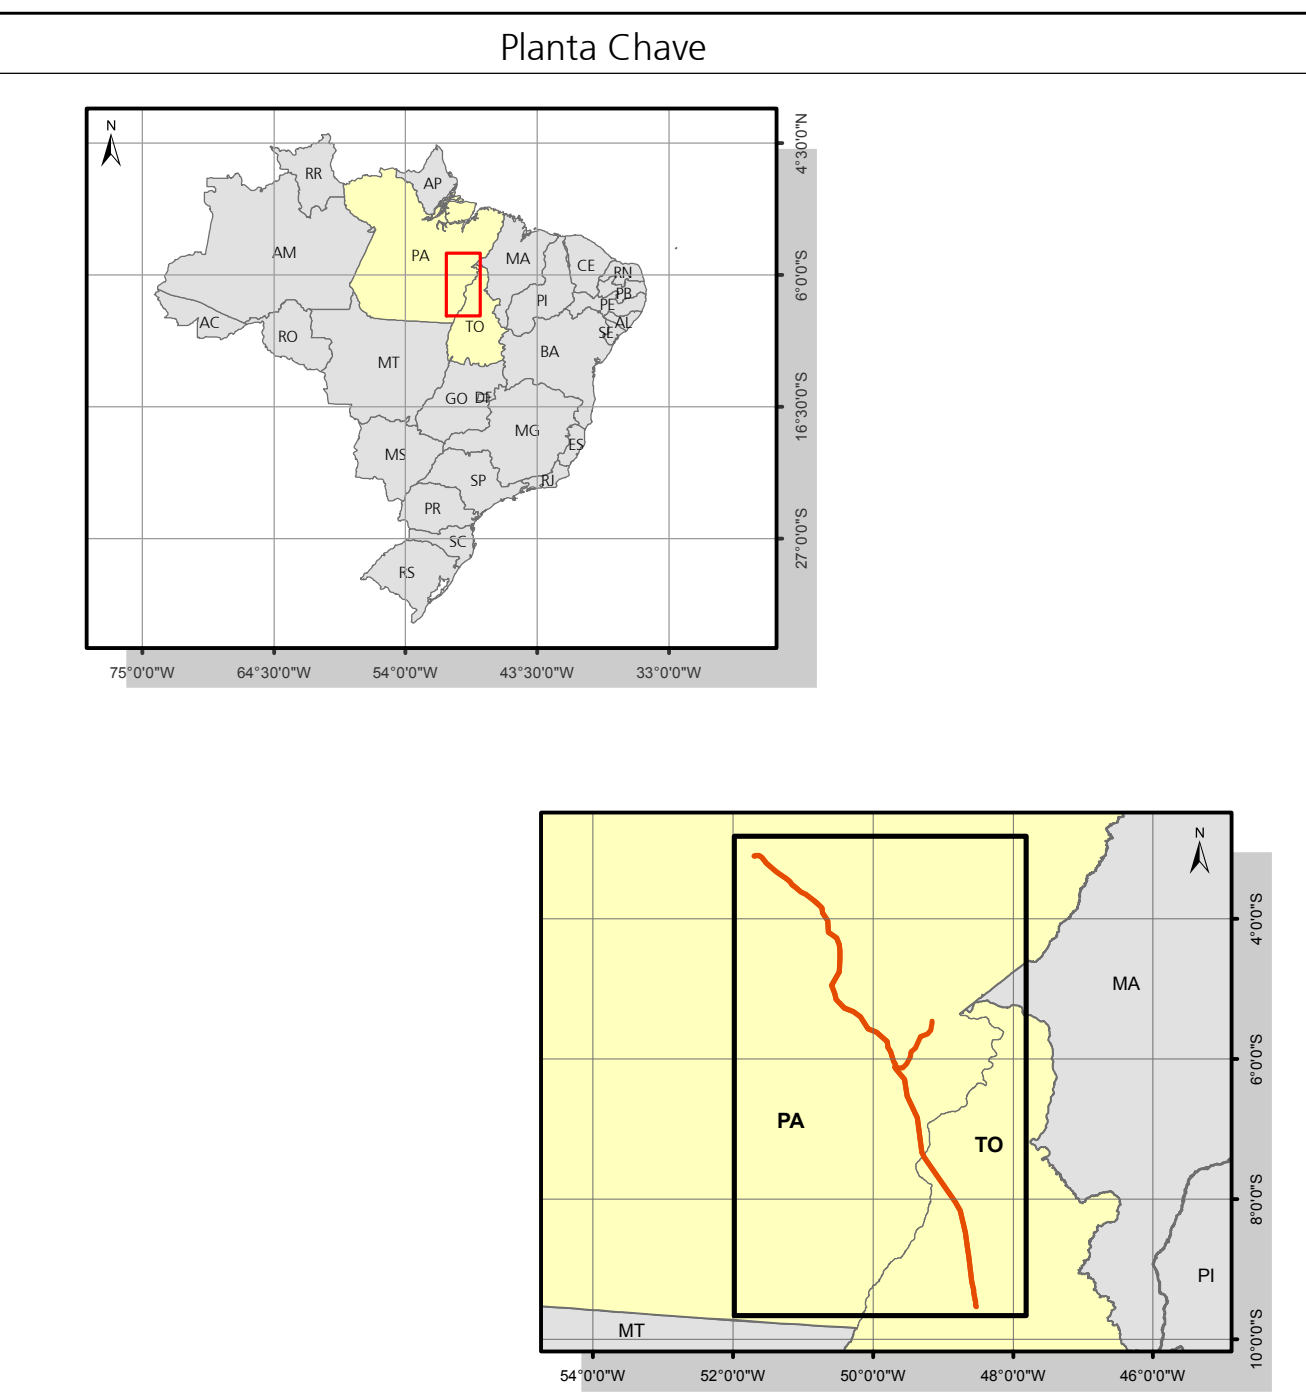 Planta Chave
N
4°30'0"N
RR
AP
AM
PA
MA
CE
RN
6°0'0"S
PB
PI
PE
AC
AL
TO
SE
RO
BA
MT
GO
DF
16°30'0"S
MG
ES
MS
SP
RJ
PR
27°0'0"S
SC
RS
75°0'0"W
64°30'0"W
54°0'0"W
43°30'0"W
33°0'0"W
N
4°0'0"S
MA
6°0'0"S
PA
TO
8°0'0"S
PI
MT
10°0'0"S
54°0'0"W
52°0'0"W
50°0'0"W
48°0'0"W
46°0'0"W